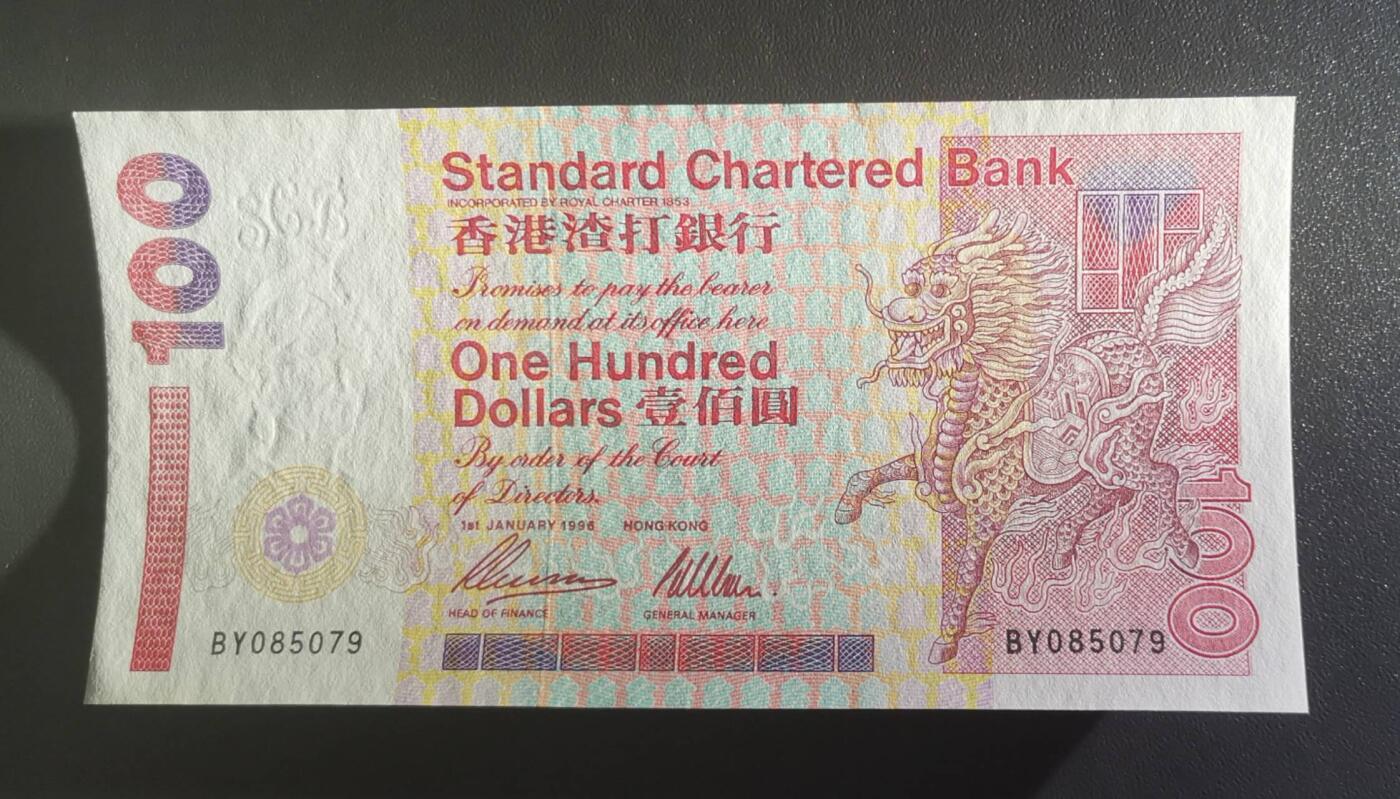 100
SCB
Standard Chartered Bank
INCORPORATED BY ROYAL CHARTER 1853
香港渣打銀行
Promises to pay the bearer
on demand at its office here
One Hundred
Dollars 壹佰圓
By order of the Court
of Directors.
1st JANUARY 1996 HONG KONG
HEAD OF FINANCE GENERAL MANAGER
BY085079 BY085079
100